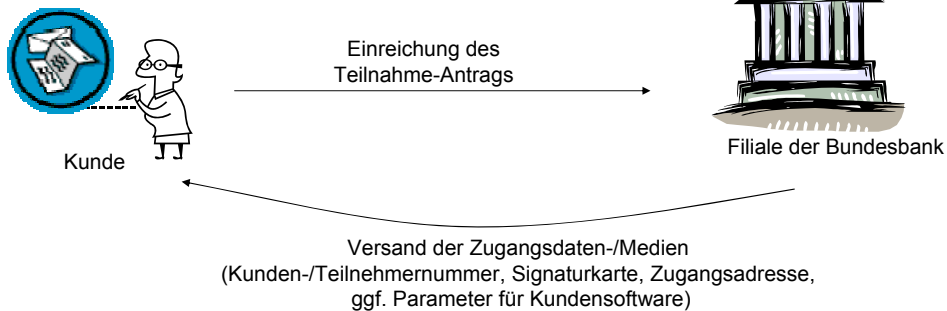 Einreichung des
Teilnahme-Antrags
Kunde
Filiale der Bundesbank
Versand der Zugangsdaten-/Medien
(Kunden-/Teilnehmernummer, Signaturkarte, Zugangsadresse,
ggf. Parameter für Kundensoftware)